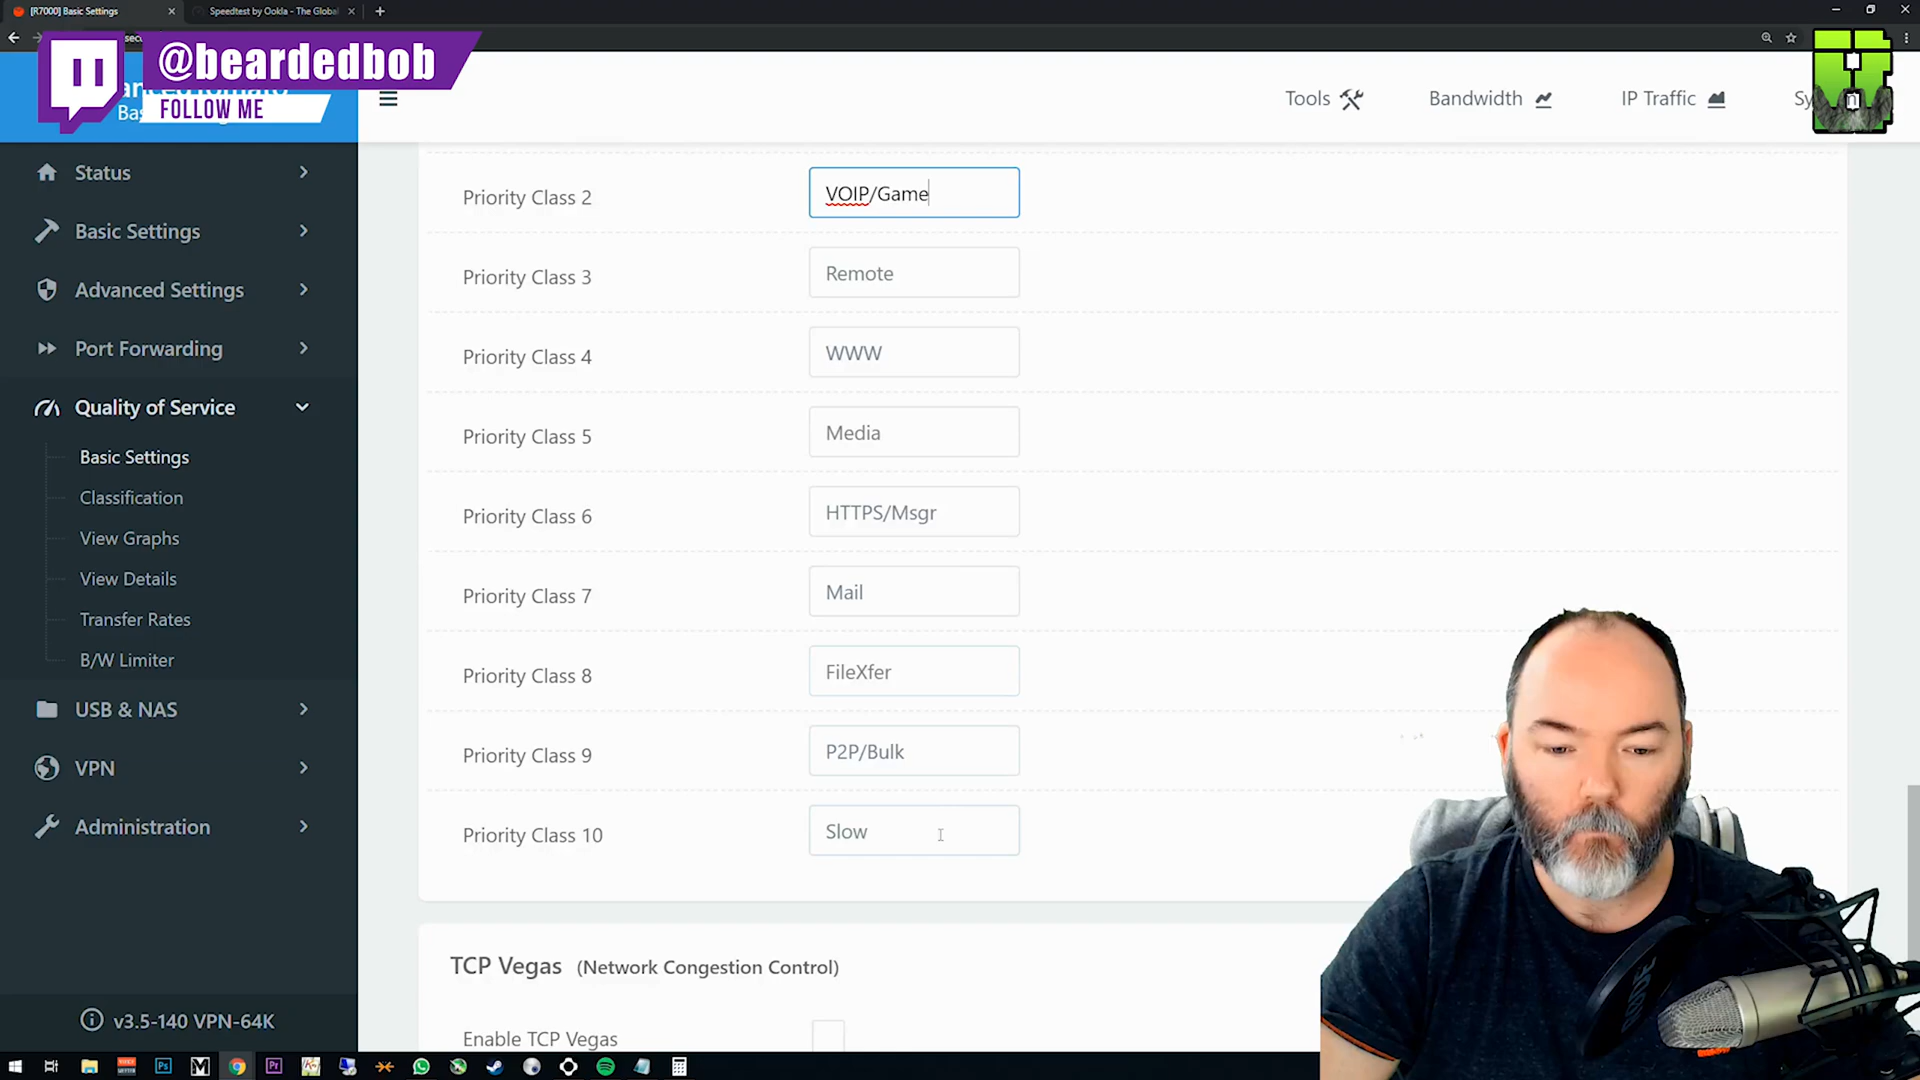 [R7000] Basic Settings
Speedtest by Ookla - The Global
@beardedbob
FOLLOW ME
Tools
Bandwidth
IP Traffic
Status
Basic Settings
Advanced Settings
Port Forwarding
Quality of Service
Basic Settings
Classification
View Graphs
View Details
Transfer Rates
B/W Limiter
USB & NAS
VPN
Administration
v3.5-140 VPN-64K
Priority Class 2
VOIP/Game
Priority Class 3
Remote
Priority Class 4
WWW
Priority Class 5
Media
Priority Class 6
HTTPS/Msgr
Priority Class 7
Mail
Priority Class 8
FileXfer
Priority Class 9
P2P/Bulk
Priority Class 10
Slow
TCP Vegas (Network Congestion Control)
Enable TCP Vegas